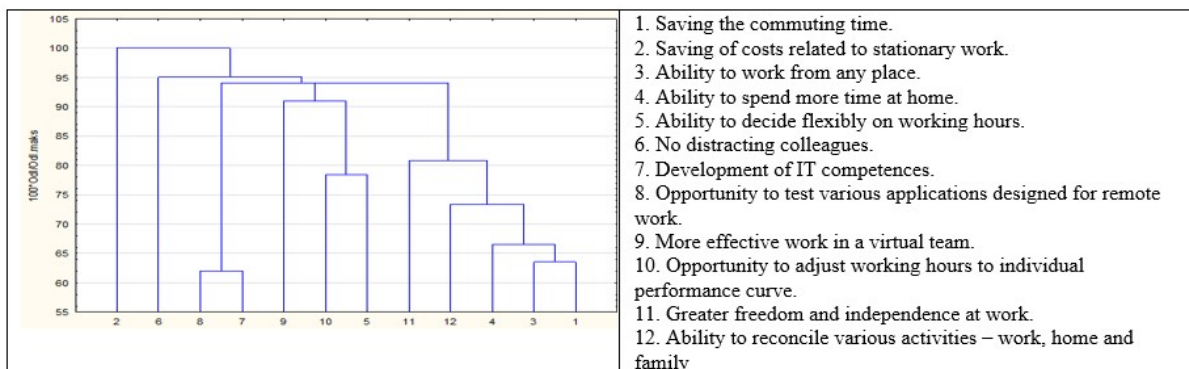 105
100
95
90
85
80
75
70
65
60
55
100*Odl/Odl.maks
2 6 8 7 9 10 5 11 12 4 3 1
1. Saving the commuting time.
2. Saving of costs related to stationary work.
3. Ability to work from any place.
4. Ability to spend more time at home.
5. Ability to decide flexibly on working hours.
6. No distracting colleagues.
7. Development of IT competences.
8. Opportunity to test various applications designed for remote
work.
9. More effective work in a virtual team.
10. Opportunity to adjust working hours to individual
performance curve.
11. Greater freedom and independence at work.
12. Ability to reconcile various activities – work, home and
family